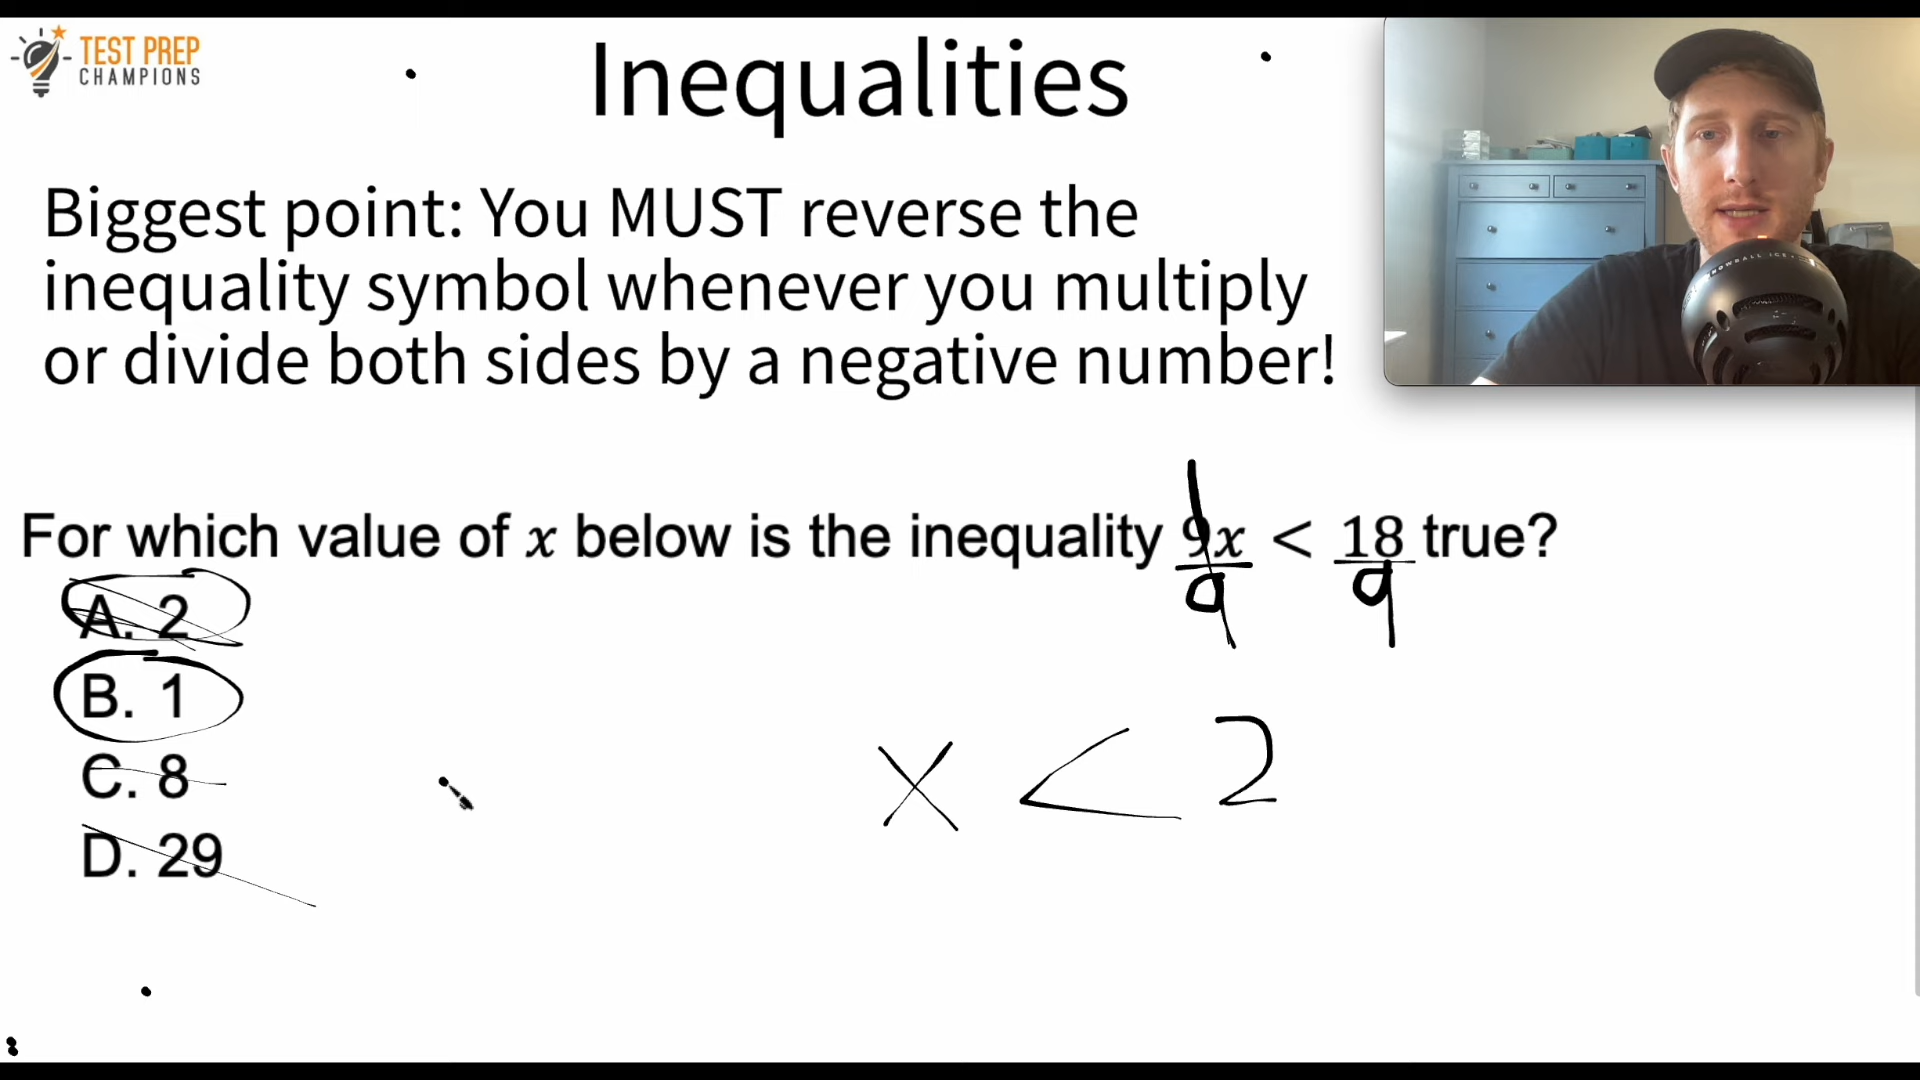 TEST PREP
CHAMPIONS
Inequalities
Biggest point: You MUST reverse the
inequality symbol whenever you multiply
or divide both sides by a negative number!
For which value of x below is the inequality 9x < 18 true?
9 9
A. 2
B. 1
C. 8
D. 29
x < 2